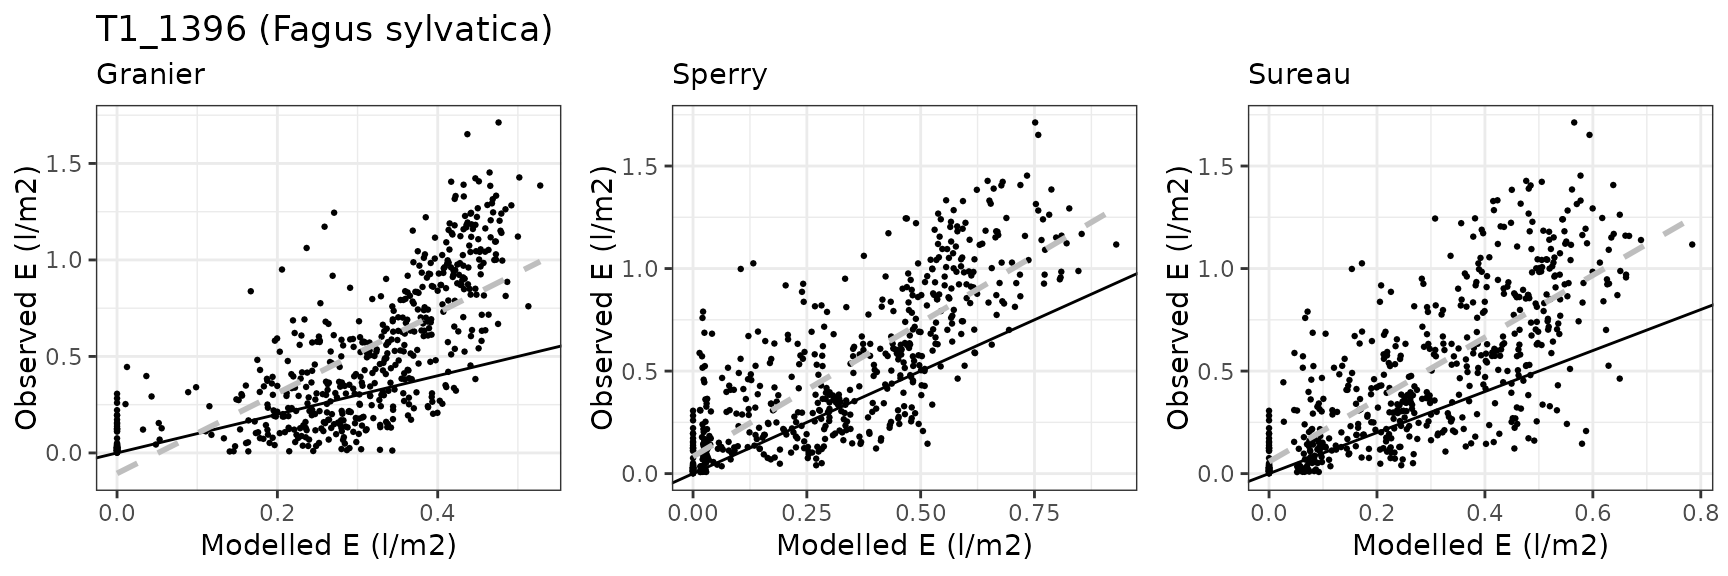 T1_1396 (Fagus sylvatica)
Granier
Sperry
Sureau
Observed E (l/m2)
1.5
1.0
0.5
0.0
0.0
0.2
0.4
Modelled E (l/m2)
Observed E (l/m2)
1.5
1.0
0.5
0.0
0.00
0.25
0.50
0.75
Modelled E (l/m2)
Observed E (l/m2)
1.5
1.0
0.5
0.0
0.0
0.2
0.4
0.6
0.8
Modelled E (l/m2)